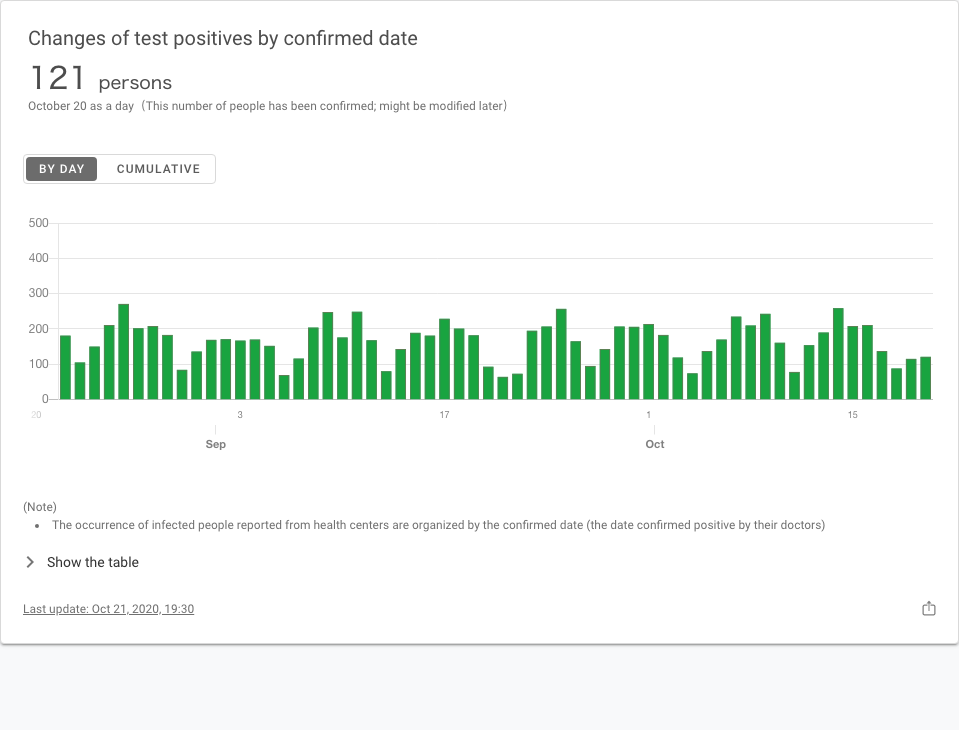 Changes of test positives by confirmed date
121 persons
October 20 as a day（This number of people has been confirmed; might be modified later）
BY DAY CUMULATIVE
500
400
300
200
100
0
20 3 17 1 15
Sep Oct
(Note)
• The occurrence of infected people reported from health centers are organized by the confirmed date (the date confirmed positive by their doctors)
Show the table
Last update: Oct 21, 2020, 19:30